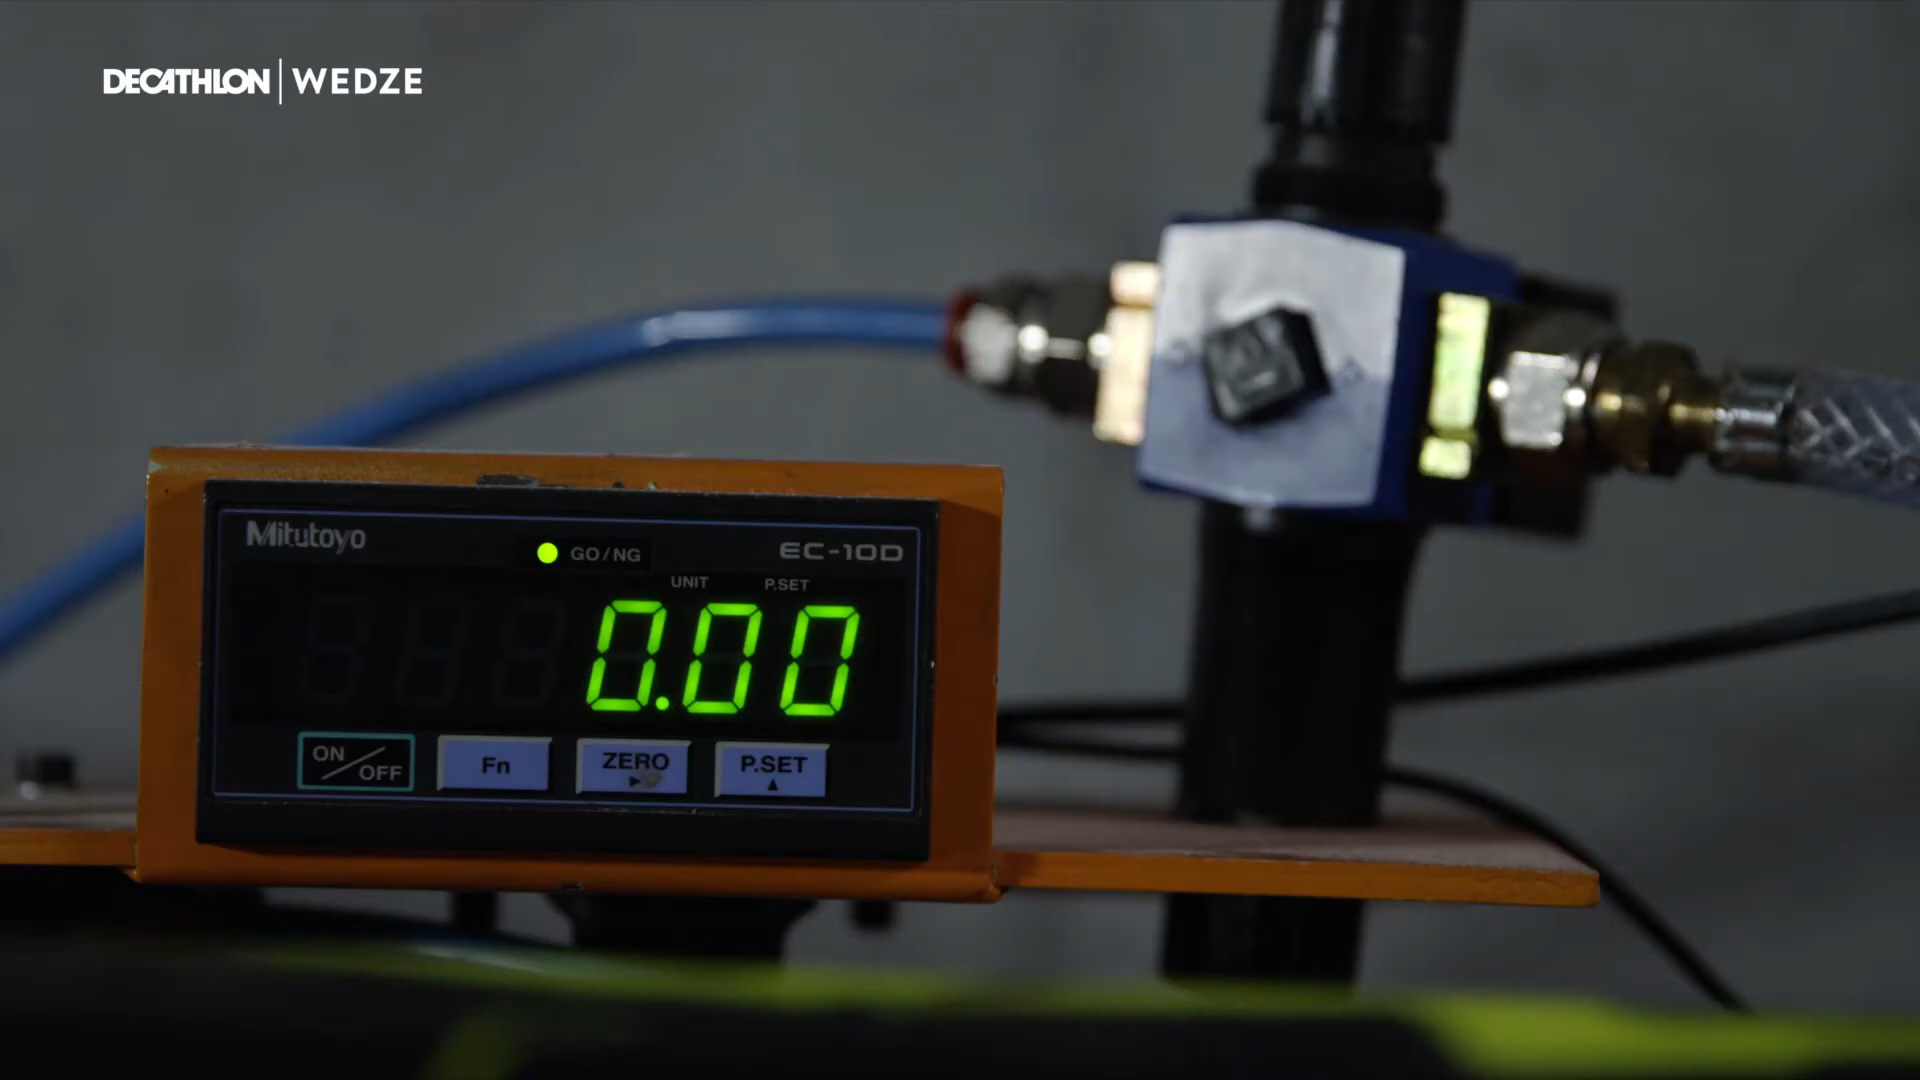 DECATHLON | WEDZE
Mitutoyo
GO/NG
EC-10D
UNIT P.SET
0.00
ON/OFF
Fn
ZERO
P.SET